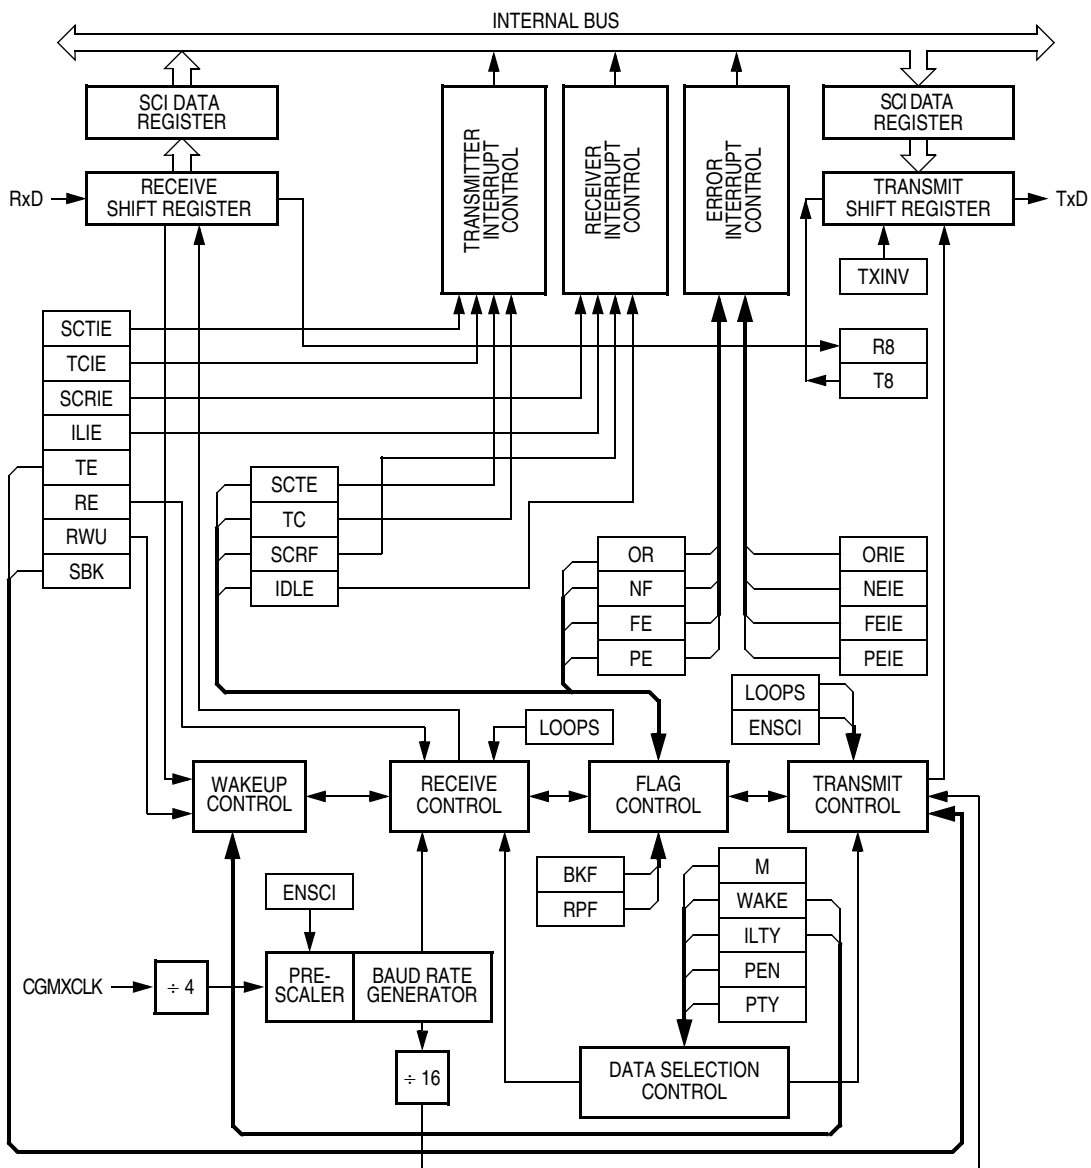 INTERNAL BUS
SCI DATA
REGISTER
SCI DATA
REGISTER
TRANSMITTER
INTERRUPT
CONTROL
RECEIVER
INTERRUPT
CONTROL
ERROR
INTERRUPT
CONTROL
RxD
RECEIVE
SHIFT REGISTER
TRANSMIT
SHIFT REGISTER
TxD
TXINV
SCTIE
TCIE
SCRIE
ILIE
TE
RE
RWU
SBK
R8
T8
SCTE
TC
SCRF
IDLE
OR
NF
FE
PE
ORIE
NEIE
FEIE
PEIE
LOOPS
LOOPS
ENSCI
WAKEUP
CONTROL
RECEIVE
CONTROL
FLAG
CONTROL
TRANSMIT
CONTROL
BKF
RPF
M
WAKE
ILTY
PEN
PTY
ENSCI
CGMXCLK
÷ 4
PRE-
SCALER
BAUD RATE
GENERATOR
÷ 16
DATA SELECTION
CONTROL